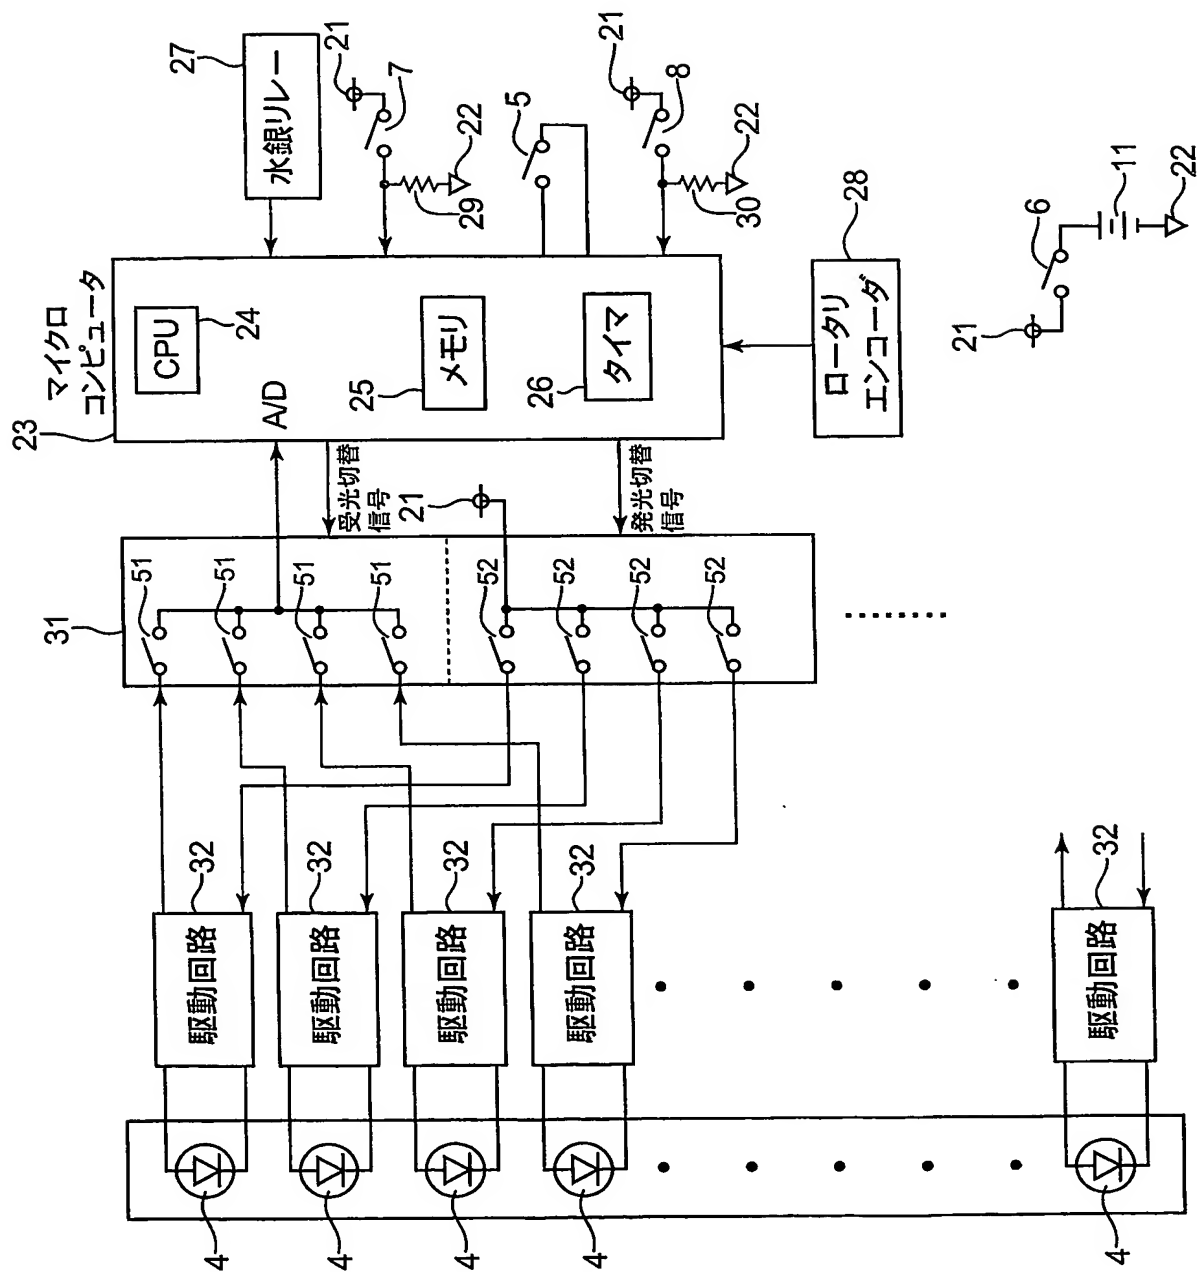 27
水銀リレー
21
7
29
22
5
21
8
30
22
23
マイクロ
コンピュータ
CPU
24
A/D
メモリ
25
タイマ
26
ロータリ
エンコーダ
28
21
6
11
22
受光切替
信号
21
発光切替
信号
31
51
51
51
51
52
52
52
52
駆動回路
32
駆動回路
32
駆動回路
32
駆動回路
32
駆動回路
32
4
4
4
4
4